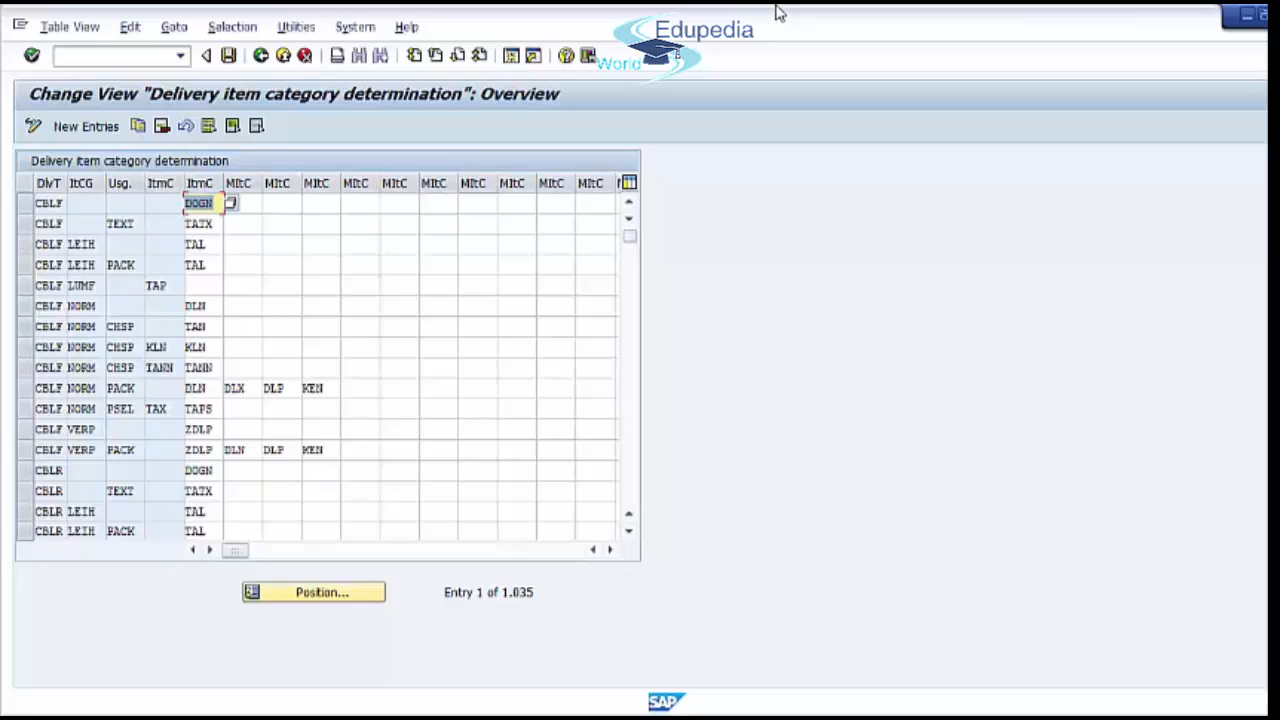 Table View Edit Goto Selection Utilities System Help
Edupedia
World
Change View "Delivery item category determination": Overview
New Entries
Delivery item category determination
DlvT ItCG Usg. ItmC ItmC MItC MItC MItC MItC MItC MItC MItC MItC MItC MItC
CBLF DOGN
CBLF TEXT TATX
CBLF LEIH TAL
CBLF LEIH PACK TAL
CBLF LUMF TAP
CBLF NORM DLN
CBLF NORM CHSP TAN
CBLF NORM CHSP KLN KLN
CBLF NORM CHSP TANN TANN
CBLF NORM PACK DLN DLX DLP KEN
CBLF NORM PSEL TAX TAPS
CBLF VERP ZDLP
CBLF VERP PACK ZDLP DLN DLP KEN
CBLR DOGN
CBLR TEXT TATX
CBLR LEIH TAL
CBLR LEIH PACK TAL
Position... Entry 1 of 1.035
SAP